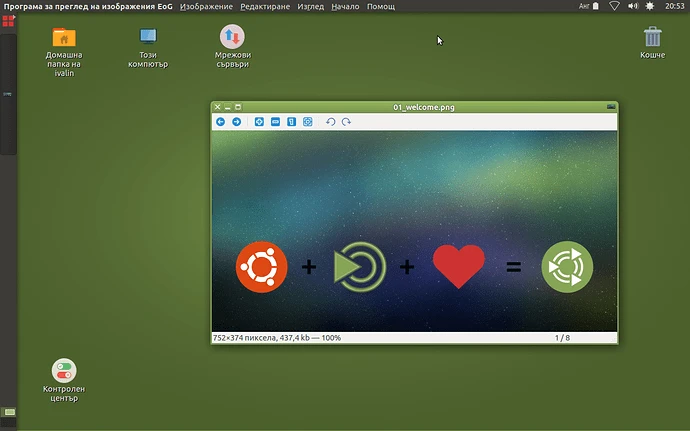 Програма за преглед на изображения EoG Изображение Редактиране Изглед Начало Помощ Анг 20:53
Домашна папка на ivalin
Този компютър
Мрежови сървъри
Кошче
01_welcome.png
+ + =
752×374 пиксела, 437,4 kb — 100% 1 / 8
Контролен център